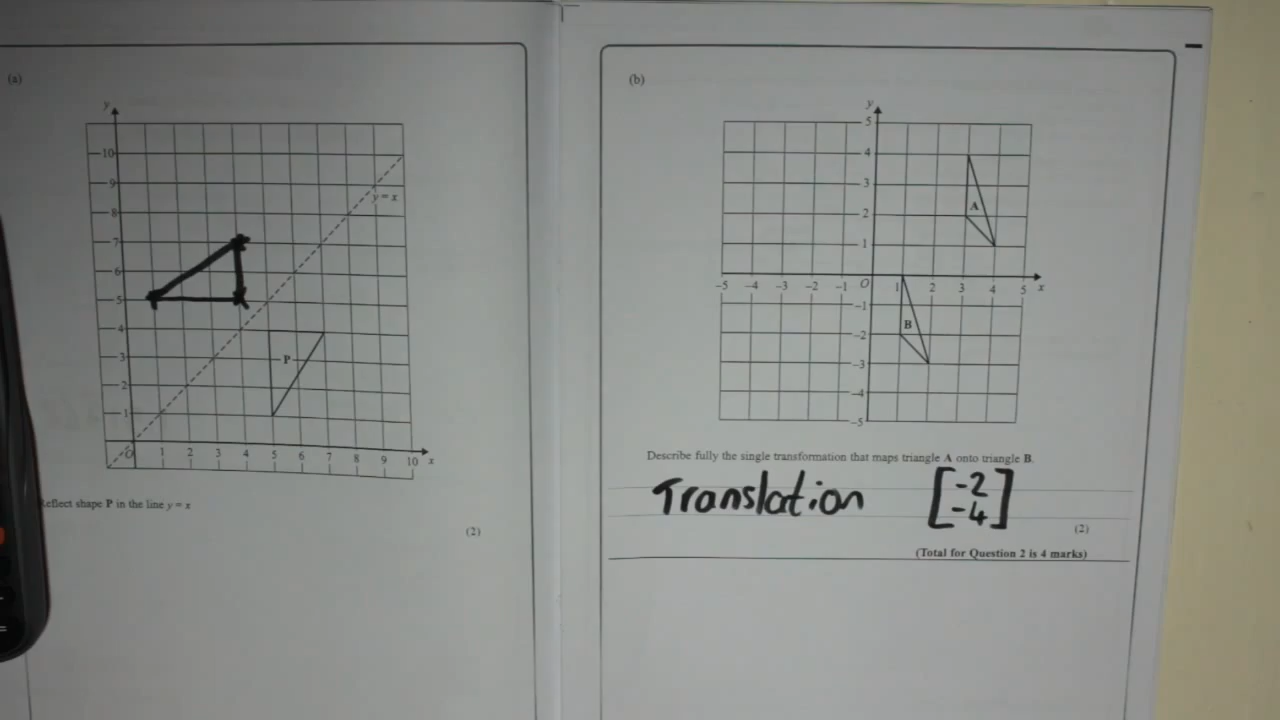 (a)
y
10
9
y = x
8
7
6
5
4
3
P
2
1
O 1 2 3 4 5 6 7 8 9 10 x
eflect shape P in the line y = x
(2)
(b)
y
5
4
3
A
2
1
-5 -4 -3 -2 -1 O 1 2 3 4 5 x
-1
B
-2
-3
-4
-5
Describe fully the single transformation that maps triangle A onto triangle B.
Translation [-2
-4]
(2)
(Total for Question 2 is 4 marks)